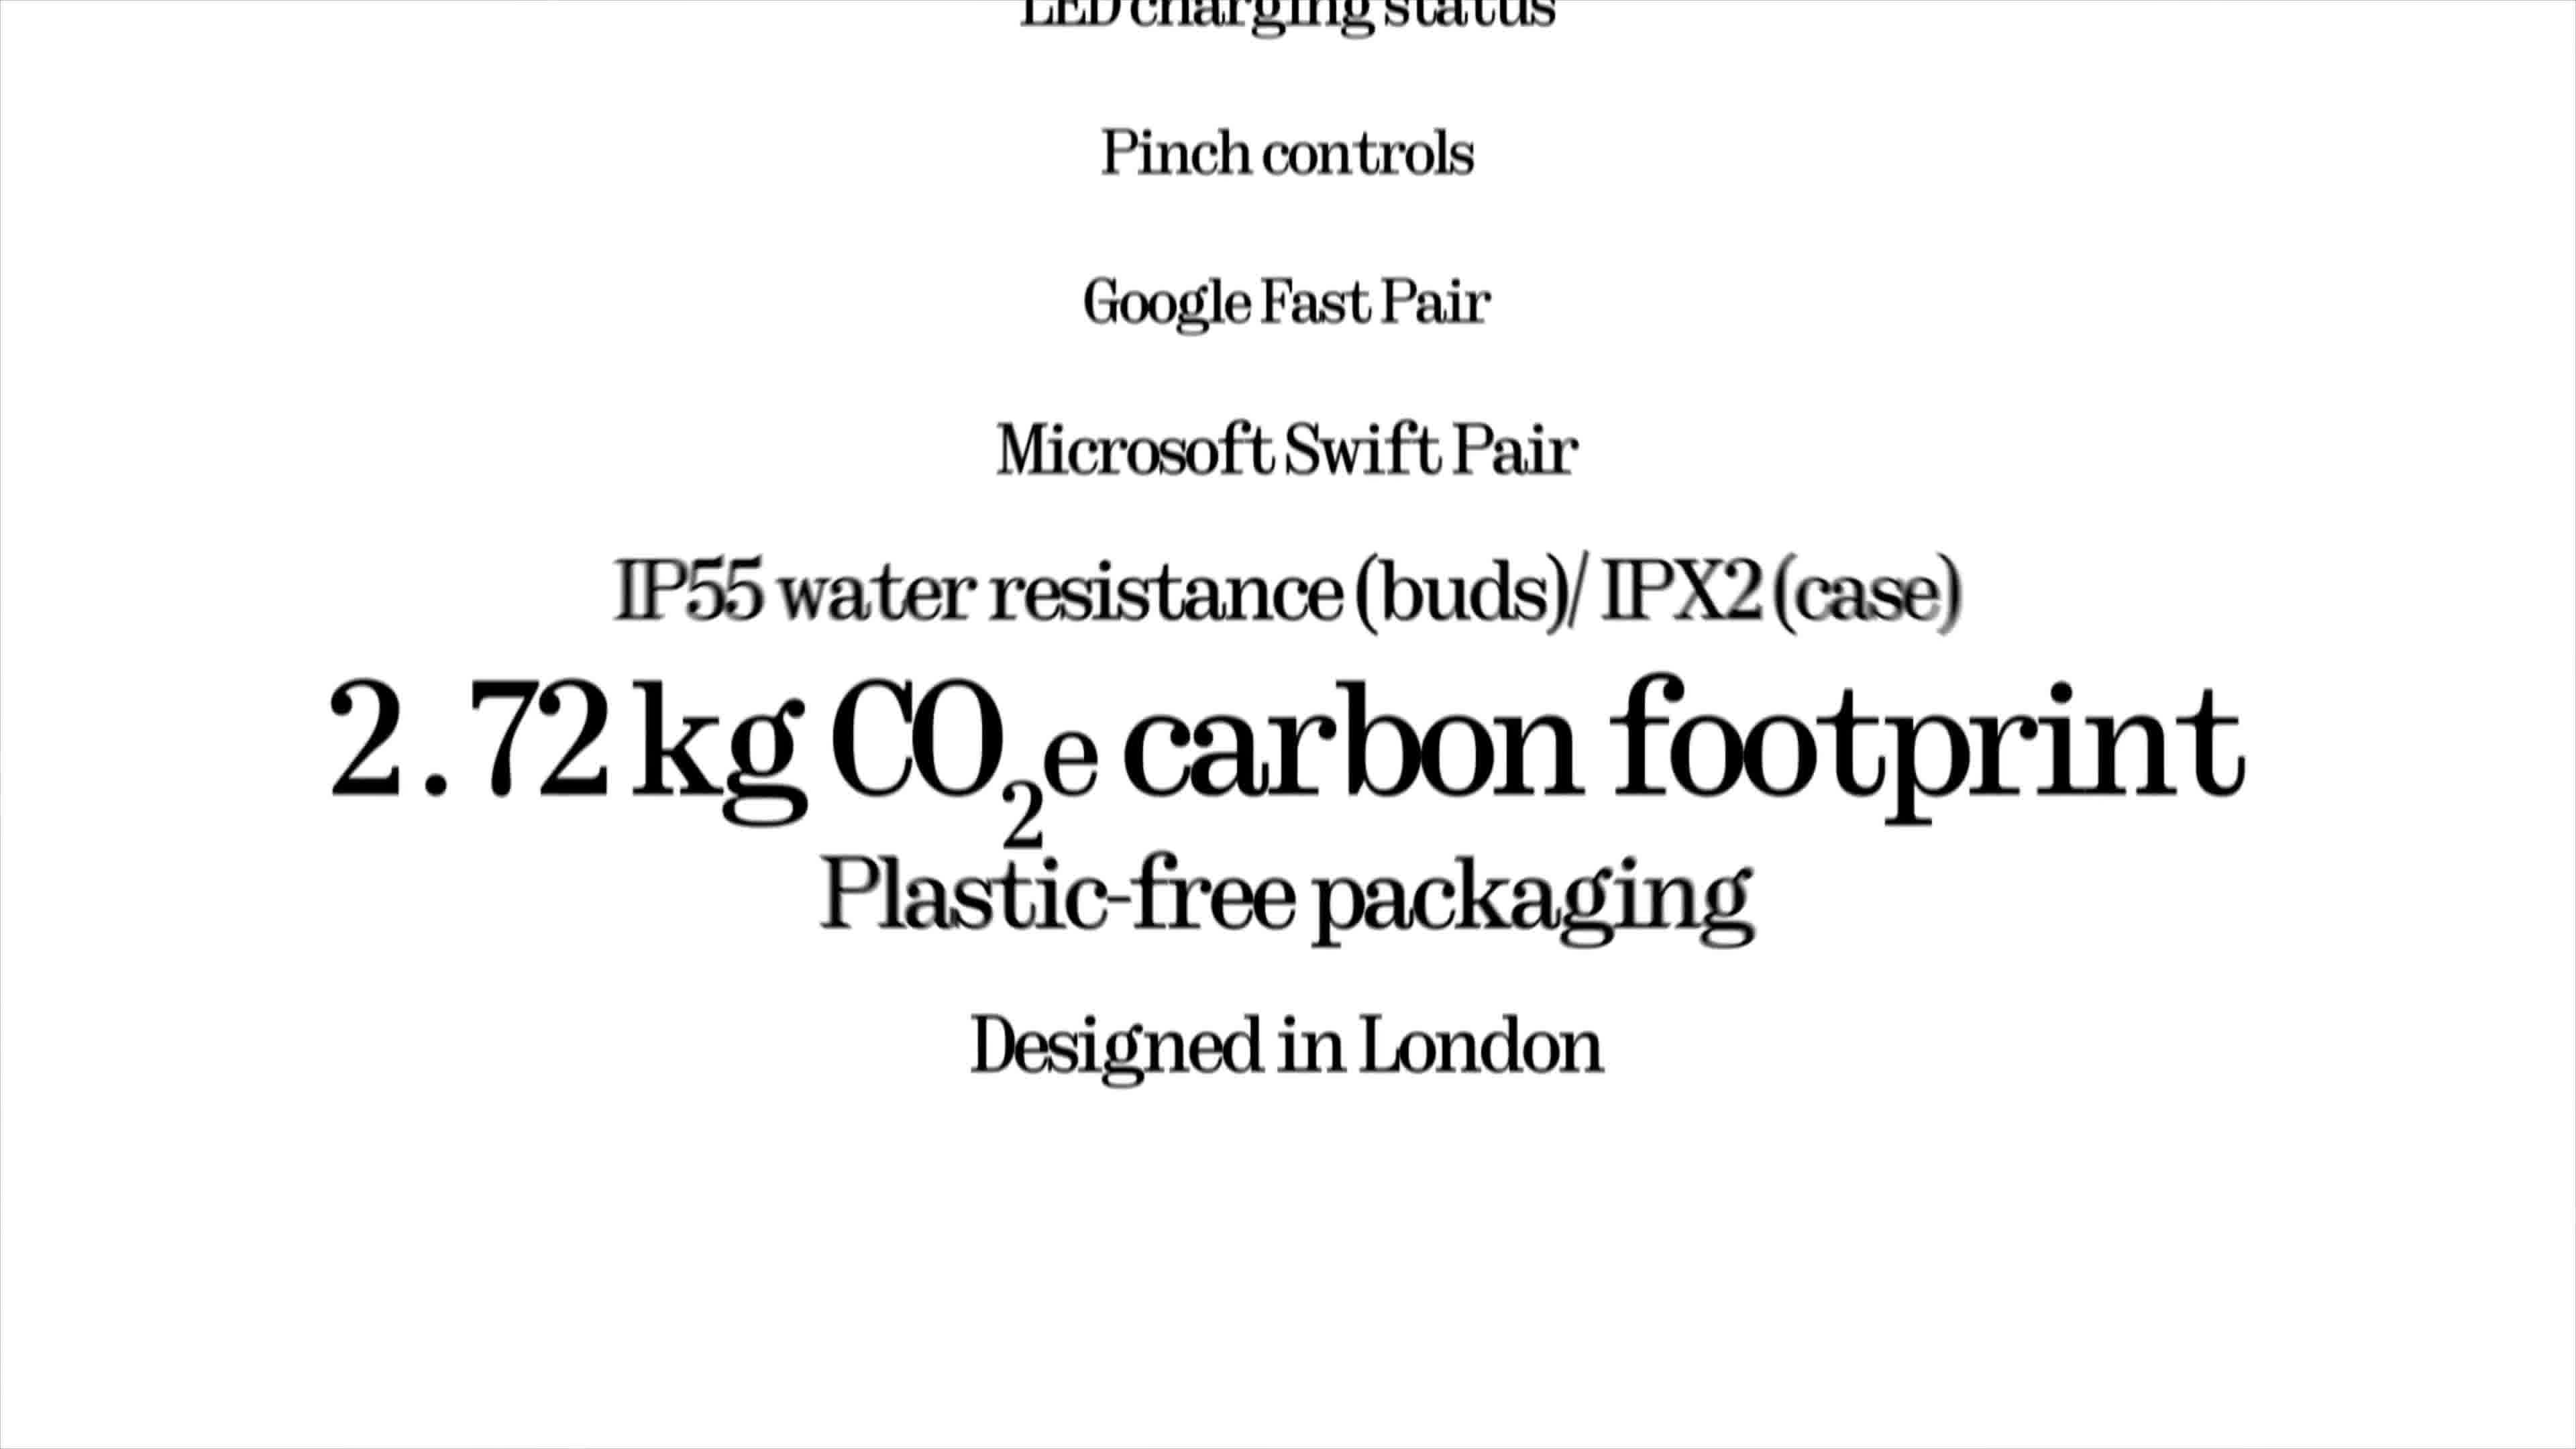 LED charging status
Pinch controls
Google Fast Pair
Microsoft Swift Pair
IP55 water resistance (buds)/ IPX2 (case)
2.72 kg CO₂e carbon footprint
Plastic-free packaging
Designed in London